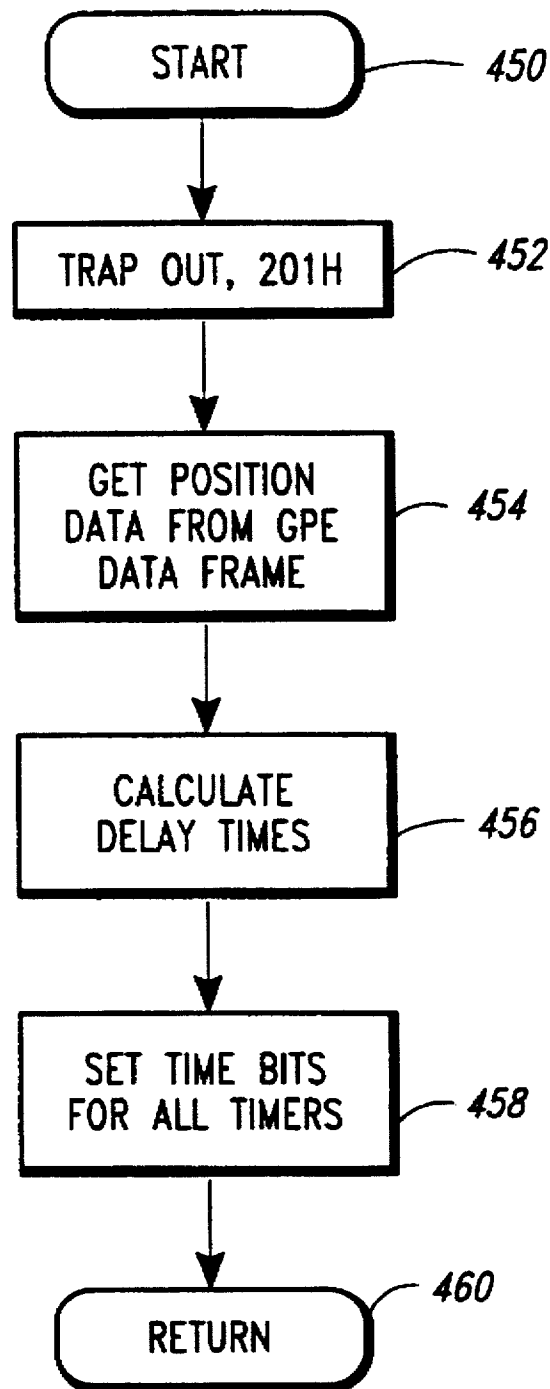 START
450
TRAP OUT, 201H
452
GET POSITION
DATA FROM GPE
DATA FRAME
454
CALCULATE
DELAY TIMES
456
SET TIME BITS
FOR ALL TIMERS
458
RETURN
460